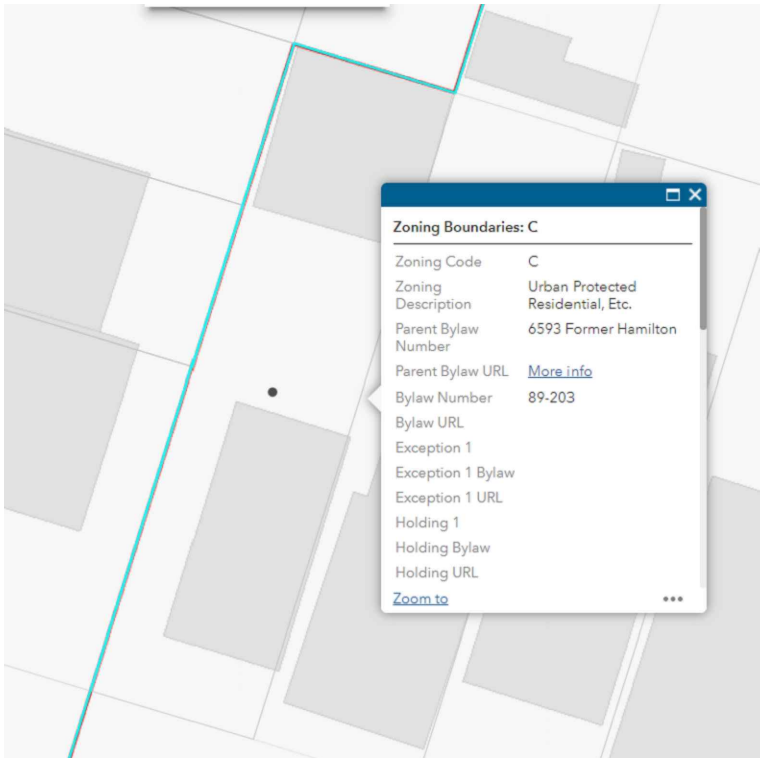 Zoning Boundaries: C
Zoning Code C
Zoning Description Urban Protected Residential, Etc.
Parent Bylaw Number 6593 Former Hamilton
Parent Bylaw URL More info
Bylaw Number 89-203
Bylaw URL
Exception 1
Exception 1 Bylaw
Exception 1 URL
Holding 1
Holding Bylaw
Holding URL
Zoom to